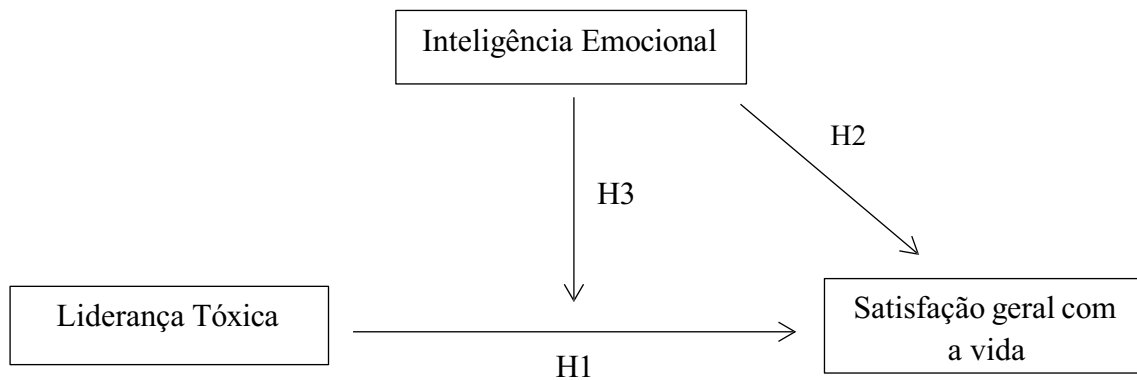 Inteligência Emocional
H2
H3
Liderança Tóxica
Satisfação geral com
a vida
H1